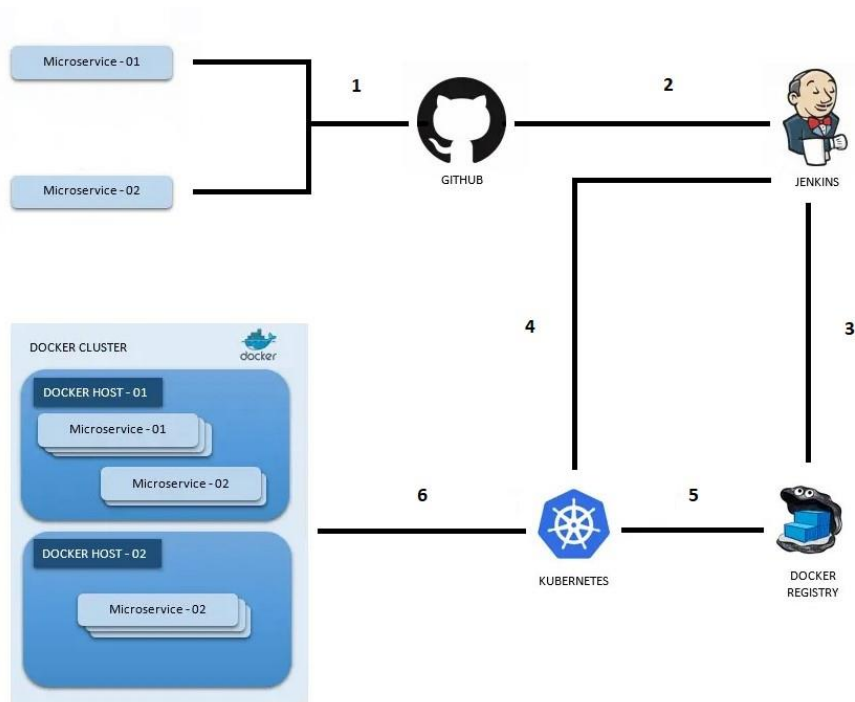 Microservice - 01
1
2
GITHUB
JENKINS
Microservice - 02
4
3
DOCKER CLUSTER
docker
DOCKER HOST - 01
Microservice - 01
Microservice - 02
6
5
DOCKER HOST - 02
KUBERNETES
DOCKER
REGISTRY
Microservice - 02